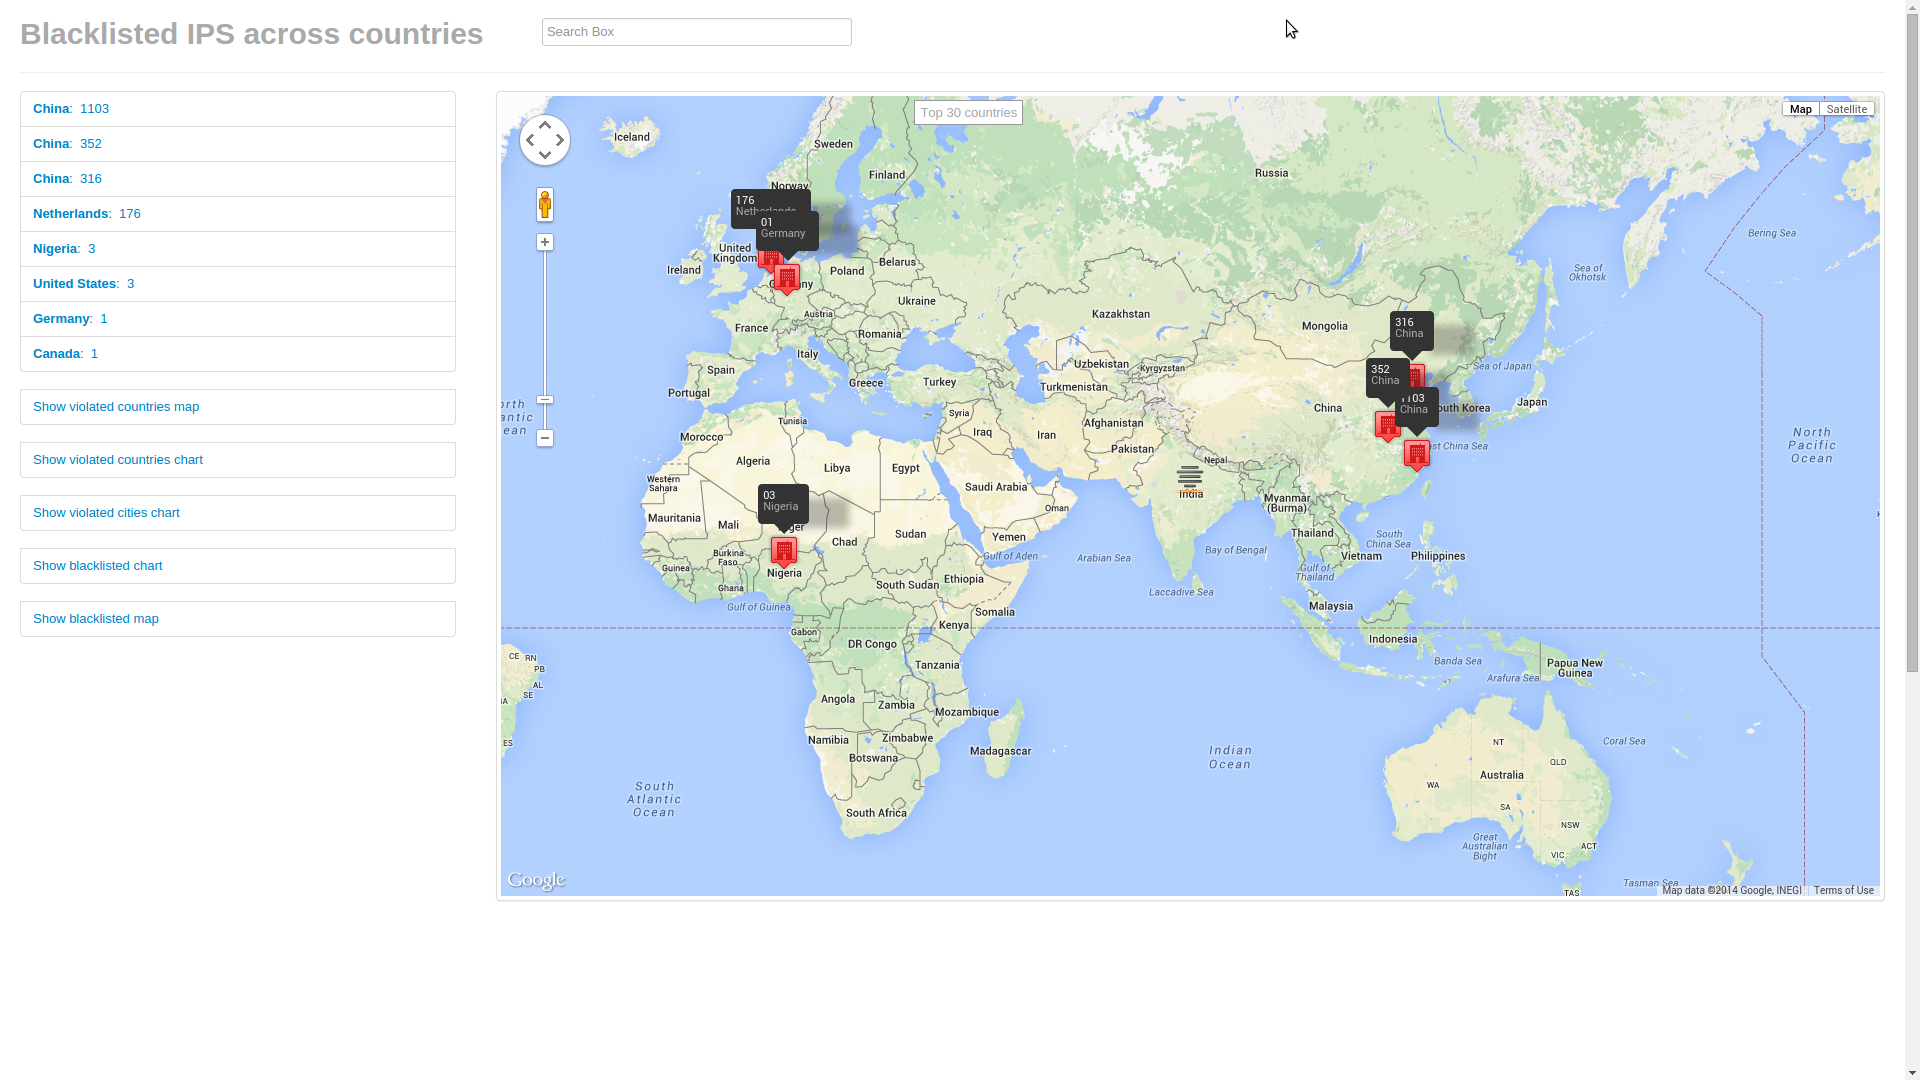 Blacklisted IPS across countries
Search Box
China: 1103
China: 352
China: 316
Netherlands: 176
Nigeria: 3
United States: 3
Germany: 1
Canada: 1
Show violated countries map
Show violated countries chart
Show violated cities chart
Show blacklisted chart
Show blacklisted map
Top 30 countries
Map
Satellite
Iceland
Sweden
Finland
Russia
Norway
176
Netherlands
01
Germany
United
Kingdom
Ireland
Belarus
Poland
Bering Sea
Sea of
Okhotsk
Ukraine
Austria
Kazakhstan
France
Romania
Mongolia
316
China
Italy
Spain
Uzbekistan
Kyrgyzstan
Sea of Japan
352
China
Portugal
Greece
Turkey
Turkmenistan
1103
China
South Korea
Japan
China
orth
antic
ean
Tunisia
Syria
Afghanistan
Morocco
Iraq
Iran
Pakistan
East China Sea
North
Pacific
Ocean
Algeria
Libya
Egypt
Nepal
Western
Sahara
Saudi Arabia
India
03
Nigeria
Myanmar
(Burma)
Oman
Mauritania
Mali
Niger
Sudan
Chad
Yemen
Thailand
South
China Sea
Gulf of Aden
Arabian Sea
Bay of Bengal
Vietnam
Philippines
Burkina
Faso
Guinea
Nigeria
Gulf of
Thailand
Ghana
South Sudan
Ethiopia
Laccadive Sea
Gulf of Guinea
Somalia
Malaysia
Kenya
Gabon
DR Congo
Indonesia
CE
RN
PB
AL
SE
Tanzania
Banda Sea
Papua New
Guinea
Arafura Sea
Angola
Zambia
Mozambique
Namibia
Zimbabwe
Botswana
Madagascar
ES
Indian
Ocean
NT
Coral Sea
QLD
Australia
WA
South
Atlantic
Ocean
SA
South Africa
NSW
Great
Australian
Bight
ACT
VIC
Tasman Sea
TAS
Google
Map data ©2014 Google, INEGI
Terms of Use